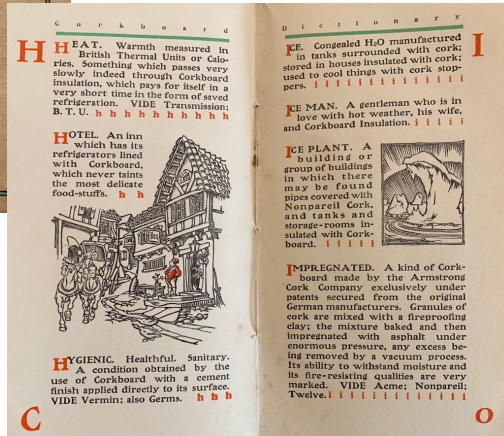 Corkboard
H
HEAT. Warmth measured in
British Thermal Units or Calo-
ries. Something which passes very
slowly indeed through Corkboard
insulation, which pays for itself in a
very short time in the form of saved
refrigeration. VIDE Transmission;
B. T. U. h h h h h h h h h h
HOTEL. An inn
which has its
refrigerators lined
with Corkboard,
which never taints
the most delicate
food-stuffs. h h
HYGIENIC. Healthful. Sanitary.
A condition obtained by the
use of Corkboard with a cement
finish applied directly to its surface.
VIDE Vermin; also Germs. h h h
C
Dictionary
I
ICE. Congealed H2O manufactured
in tanks surrounded with cork;
stored in houses insulated with cork;
used to cool things with cork stop-
pers. i i i i i i i i i i i i i
ICE MAN. A gentleman who is in
love with hot weather, his wife,
and Corkboard Insulation. i i i i
ICE PLANT. A
building or
group of buildings
in which there
may be found
pipes covered with
Nonpareil Cork,
and tanks and
storage-rooms in-
sulated with Cork-
board. i i i i i
IMPREGNATED. A kind of Cork-
board made by the Armstrong
Cork Company exclusively under
patents secured from the original
German manufacturers. Granules of
cork are mixed with a fireproofing
clay; the mixture baked and then
impregnated with asphalt under
enormous pressure, any excess be-
ing removed by a vacuum process.
Its ability to withstand moisture and
its fire-resisting qualities are very
marked. VIDE Acme; Nonpareil;
Twelve. i i i i i i i i i i i i
O